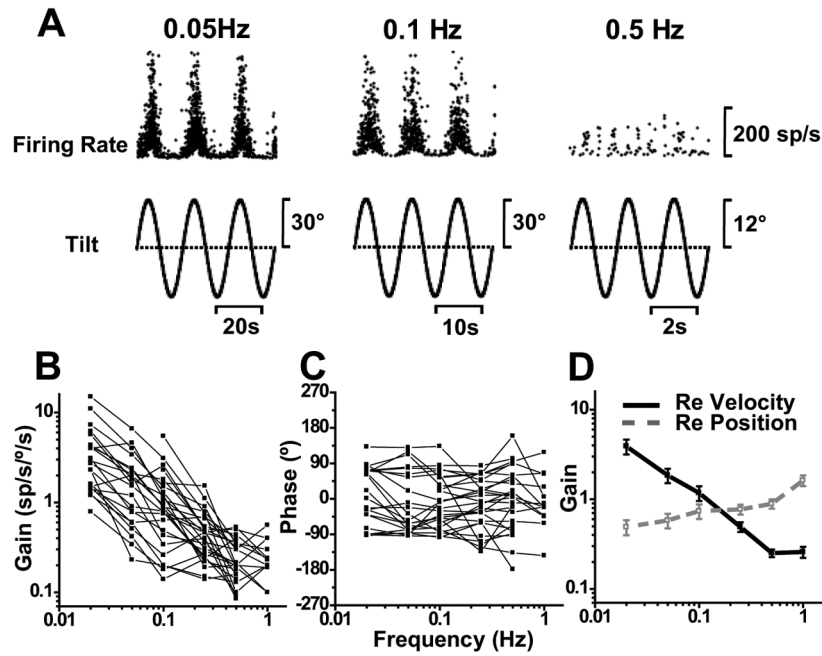 A
0.05Hz
0.1 Hz
0.5 Hz
Firing Rate
200 sp/s
Tilt
30°
30°
12°
20s
10s
2s
B
Gain (sp/s/º/s)
10
1
0.1
0.01
0.1
1
C
Phase (º)
270
180
90
0
-90
-180
-270
0.01
0.1
1
Frequency (Hz)
D
Re Velocity
Re Position
Gain
10
1
0.1
0.01
0.1
1